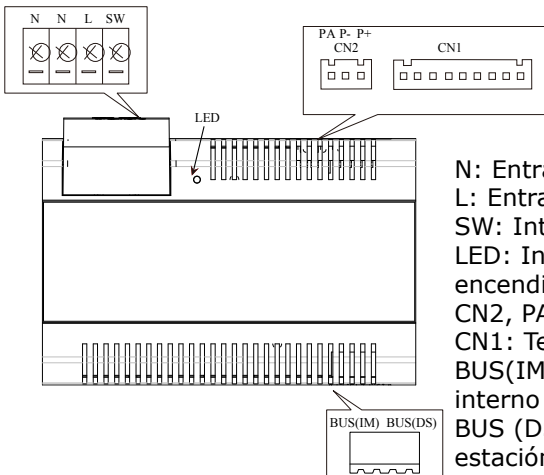 N N L SW
PA P- P+
CN2
CN1
LED
N: Entra
L: Entra
SW: Int
LED: In
encendi
CN2, PA
CN1: Te
BUS(IM
interno
BUS (D
estación
BUS(IM) BUS(DS)